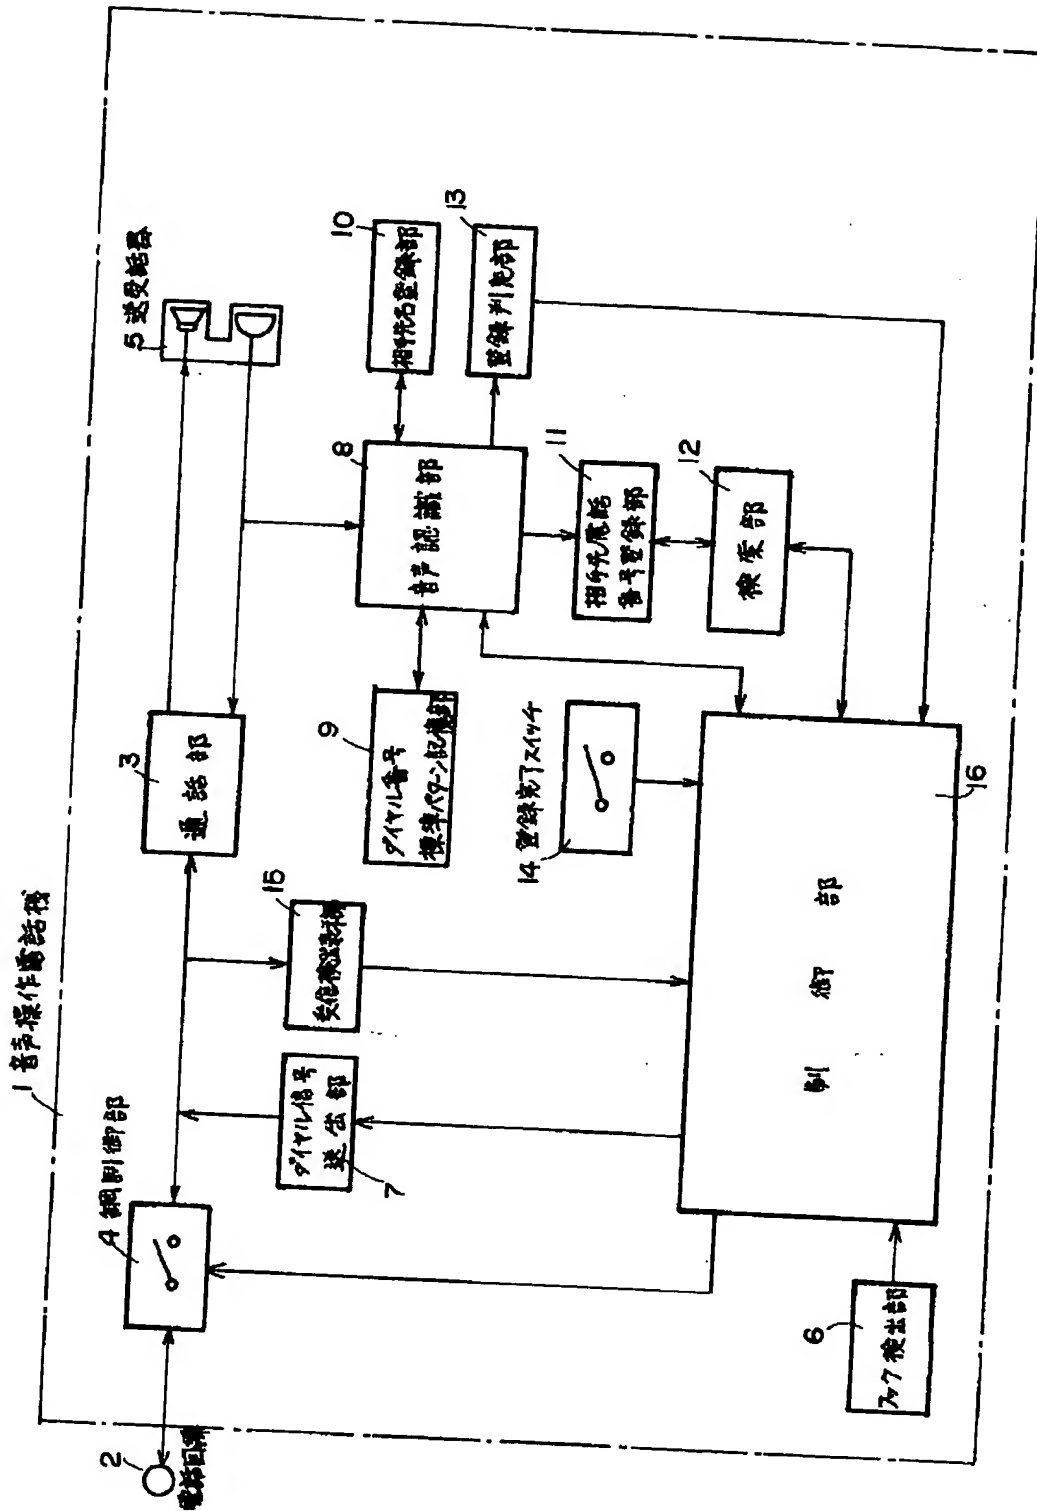 1 音声操作電話機
2
電話回線
4 網制御部
3
通話部
5 送受話器
15
7
ダイヤル信号
送出部
9
ダイヤル番号
標準パターン記憶部
8
音声認識部
10
相手先名登録部
13
登録判定部
11
相手先電話
番号登録部
12
検索部
14 登録完了スイッチ
16
制御部
6
フック検出部